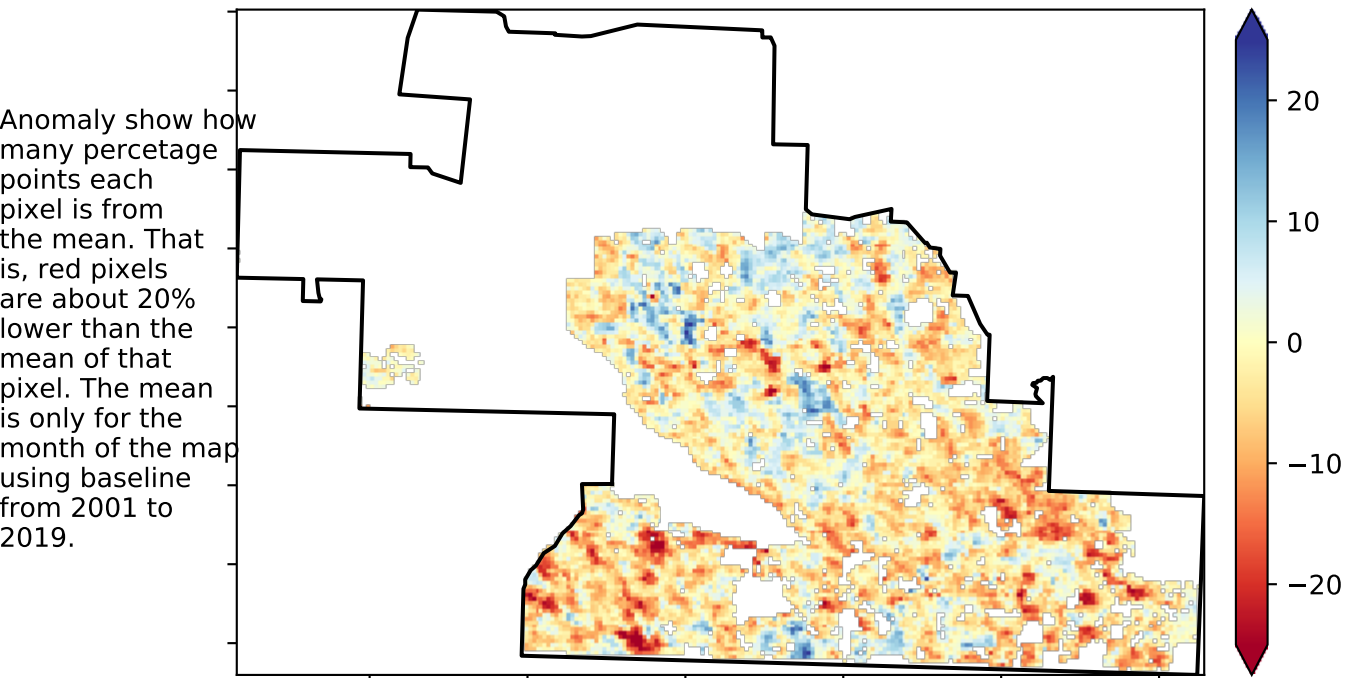 Anomaly show how
many percetage
points each
pixel is from
the mean. That
is, red pixels
are about 20%
lower than the
mean of that
pixel. The mean
is only for the
month of the map
using baseline
from 2001 to
2019.
20
10
0
−10
−20